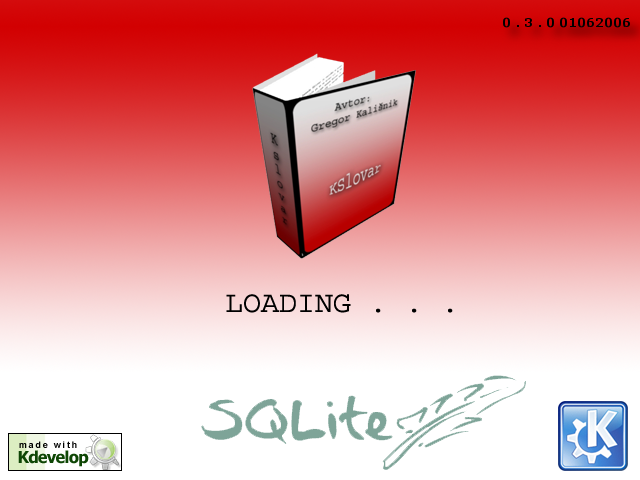 0.3.0 01062006
Avtor:
Gregor Kališnik
KSlovar
KSlovar
LOADING . . .
SQLite
made with
Kdevelop
K